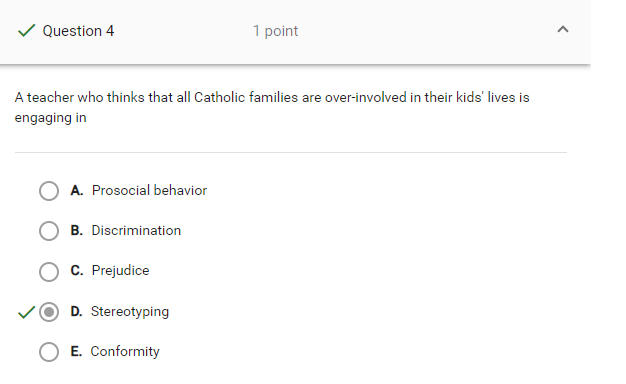 Question 4 1 point
A teacher who thinks that all Catholic families are over-involved in their kids' lives is
engaging in
A. Prosocial behavior
B. Discrimination
C. Prejudice
D. Stereotyping
E. Conformity